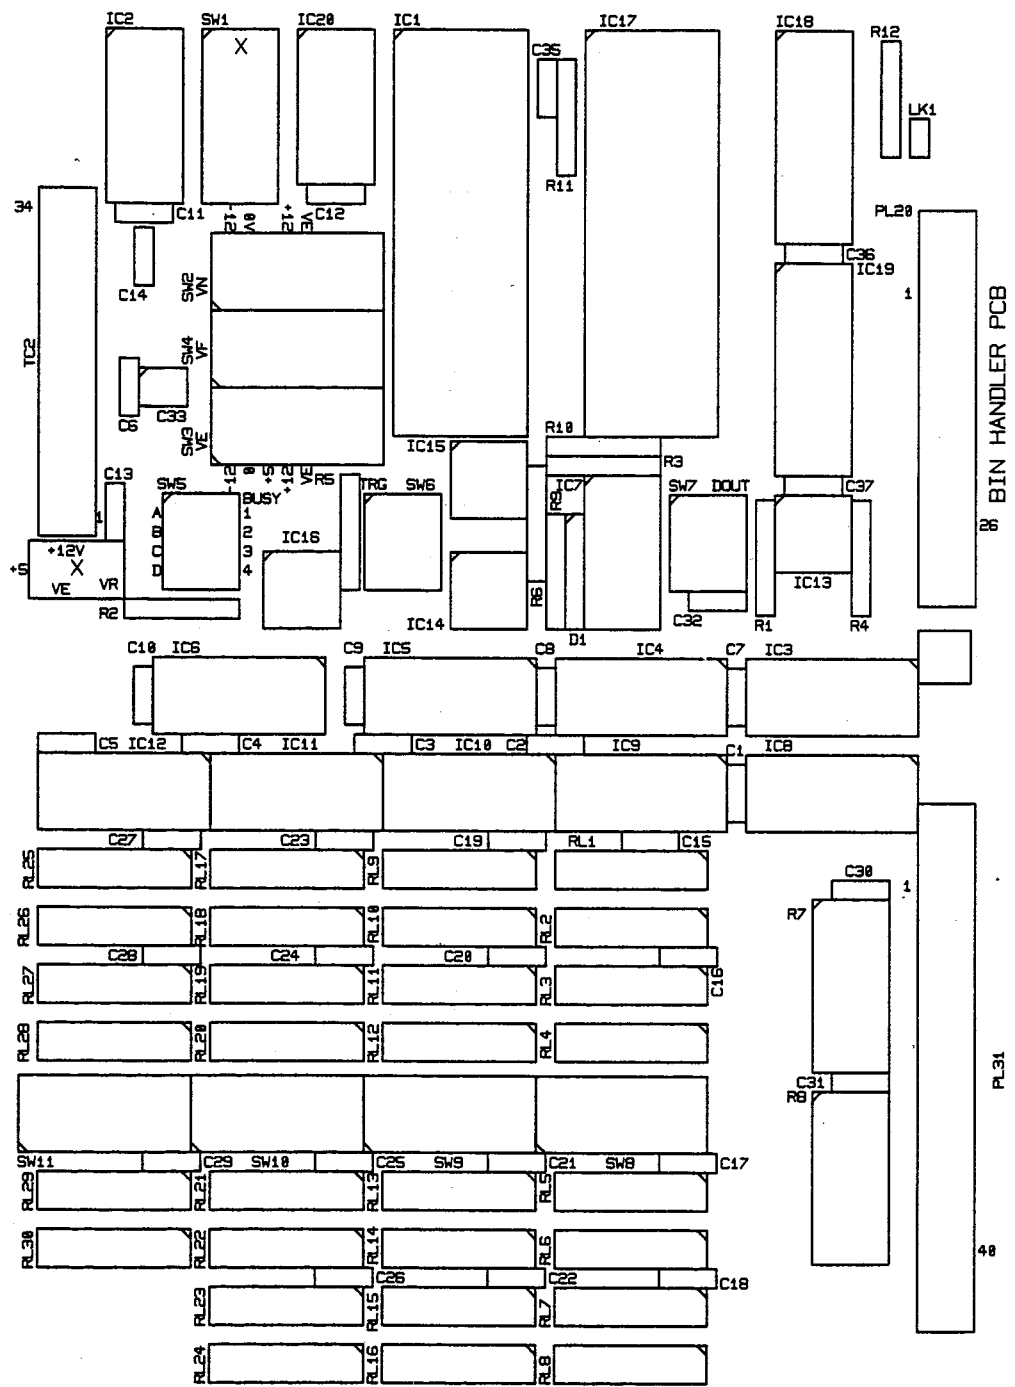 IC2
SW1
IC20
IC1
IC17
IC18
X
C35
R12
LK1
R11
34
C11
C12
-12
0V
+12
VE
PL20
C36
IC19
C14
SW2
VN
1
TC2
SW4
VF
BIN HANDLER PCB
C6
C33
SW3
VE
IC15
R10
R3
-12
0
+5
+12
VE
R5
C13
SW5
BUSY
TRG
SW6
IC7
R9
SW7
DOUT
C37
1
A
B
C
D
1
2
3
4
26
+12V
X
+5
VE
VR
IC16
IC13
R2
IC14
R6
D1
C32
R1
R4
C10
IC6
C9
IC5
C8
IC4
C7
IC3
C5
IC12
C4
IC11
C3
IC10
C2
IC9
C1
IC8
C27
C23
C19
RL1
C15
RL25
RL17
RL9
C30
1
R7
RL26
RL18
RL10
RL2
C28
C24
C20
C16
RL27
RL19
RL11
RL3
RL28
RL20
RL12
RL4
C31
R8
PL31
SW11
C29
SW10
C25
SW9
C21
SW8
C17
RL29
RL21
RL13
RL5
RL30
RL22
RL14
RL6
40
C26
C22
C18
RL23
RL15
RL7
RL24
RL16
RL8